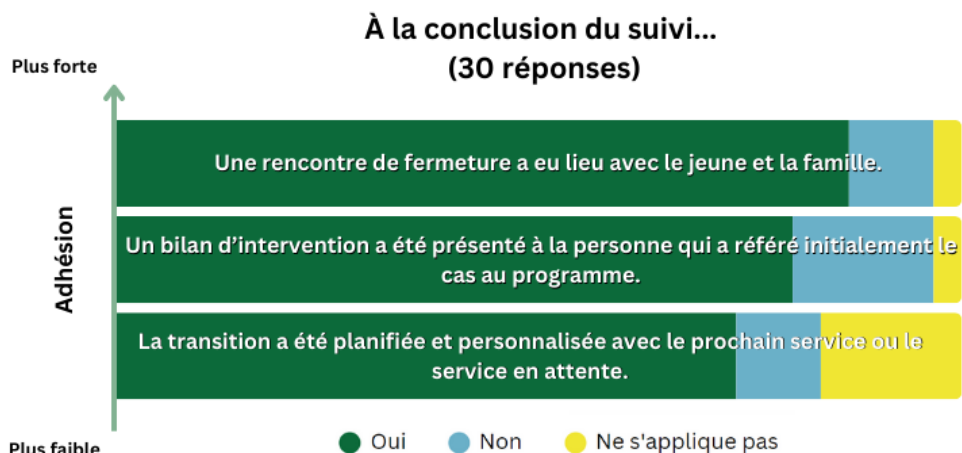 À la conclusion du suivi...
(30 réponses)
Plus forte
Adhésion
Une rencontre de fermeture a eu lieu avec le jeune et la famille.
Un bilan d'intervention a été présenté à la personne qui a référé initialement le
cas au programme.
La transition a été planifiée et personnalisée avec le prochain service ou le
service en attente.
Plus faible
Oui Non Ne s'applique pas